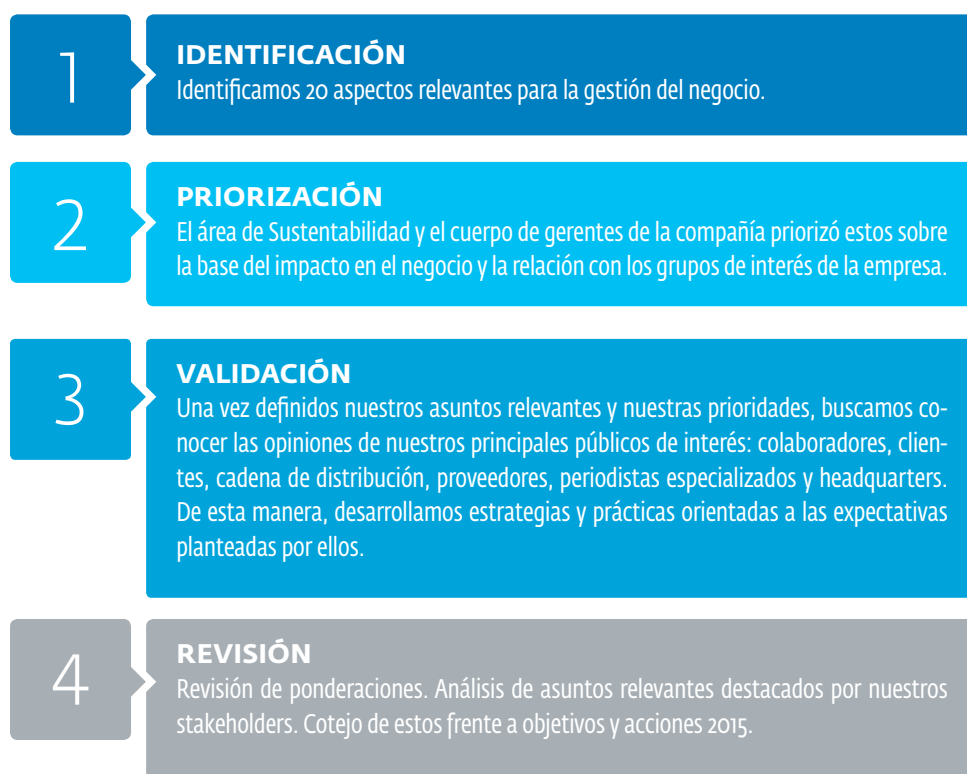 1
IDENTIFICACIÓN
Identificamos 20 aspectos relevantes para la gestión del negocio.
2
PRIORIZACIÓN
El área de Sustentabilidad y el cuerpo de gerentes de la compañía priorizó estos sobre
la base del impacto en el negocio y la relación con los grupos de interés de la empresa.
3
VALIDACIÓN
Una vez definidos nuestros asuntos relevantes y nuestras prioridades, buscamos co-
nocer las opiniones de nuestros principales públicos de interés: colaboradores, clien-
tes, cadena de distribución, proveedores, periodistas especializados y headquarters.
De esta manera, desarrollamos estrategias y prácticas orientadas a las expectativas
planteadas por ellos.
4
REVISIÓN
Revisión de ponderaciones. Análisis de asuntos relevantes destacados por nuestros
stakeholders. Cotejo de estos frente a objetivos y acciones 2015.